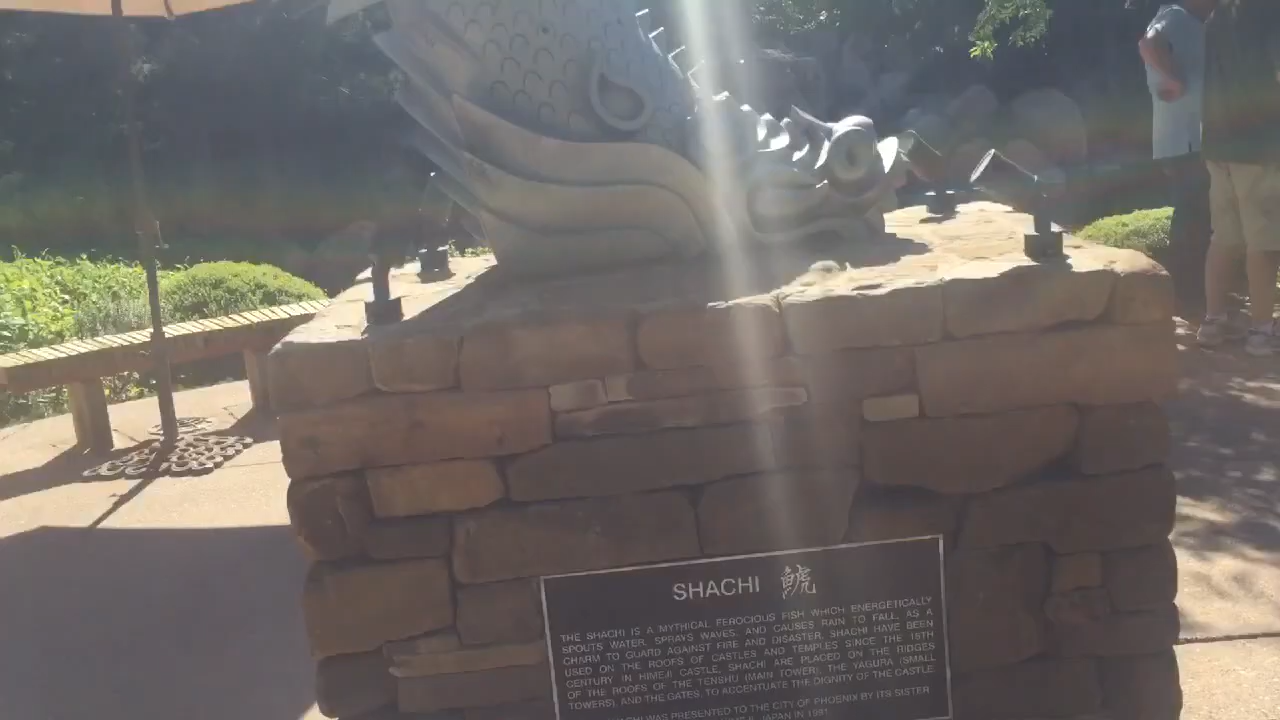 SHACHI 鯱
THE SHACHI IS A MYTHICAL FEROCIOUS FISH WHICH ENERGETICALLY
SPOUTS WATER, SPRAYS WAVES, AND CAUSES RAIN TO FALL. AS A
CHARM TO GUARD AGAINST FIRE AND DISASTER, SHACHI HAVE BEEN
USED ON THE ROOFS OF CASTLES AND TEMPLES SINCE THE 16TH
CENTURY IN HIMEJI CASTLE, SHACHI ARE PLACED ON THE RIDGES
OF THE ROOFS OF THE TENSHU (MAIN TOWER), THE YAGURA (SMALL
TOWERS), AND THE GATES, TO ACCENTUATE THE DIGNITY OF THE CASTLE.
WAS PRESENTED TO THE CITY OF PHOENIX BY ITS SISTER
JAPAN IN 1991.